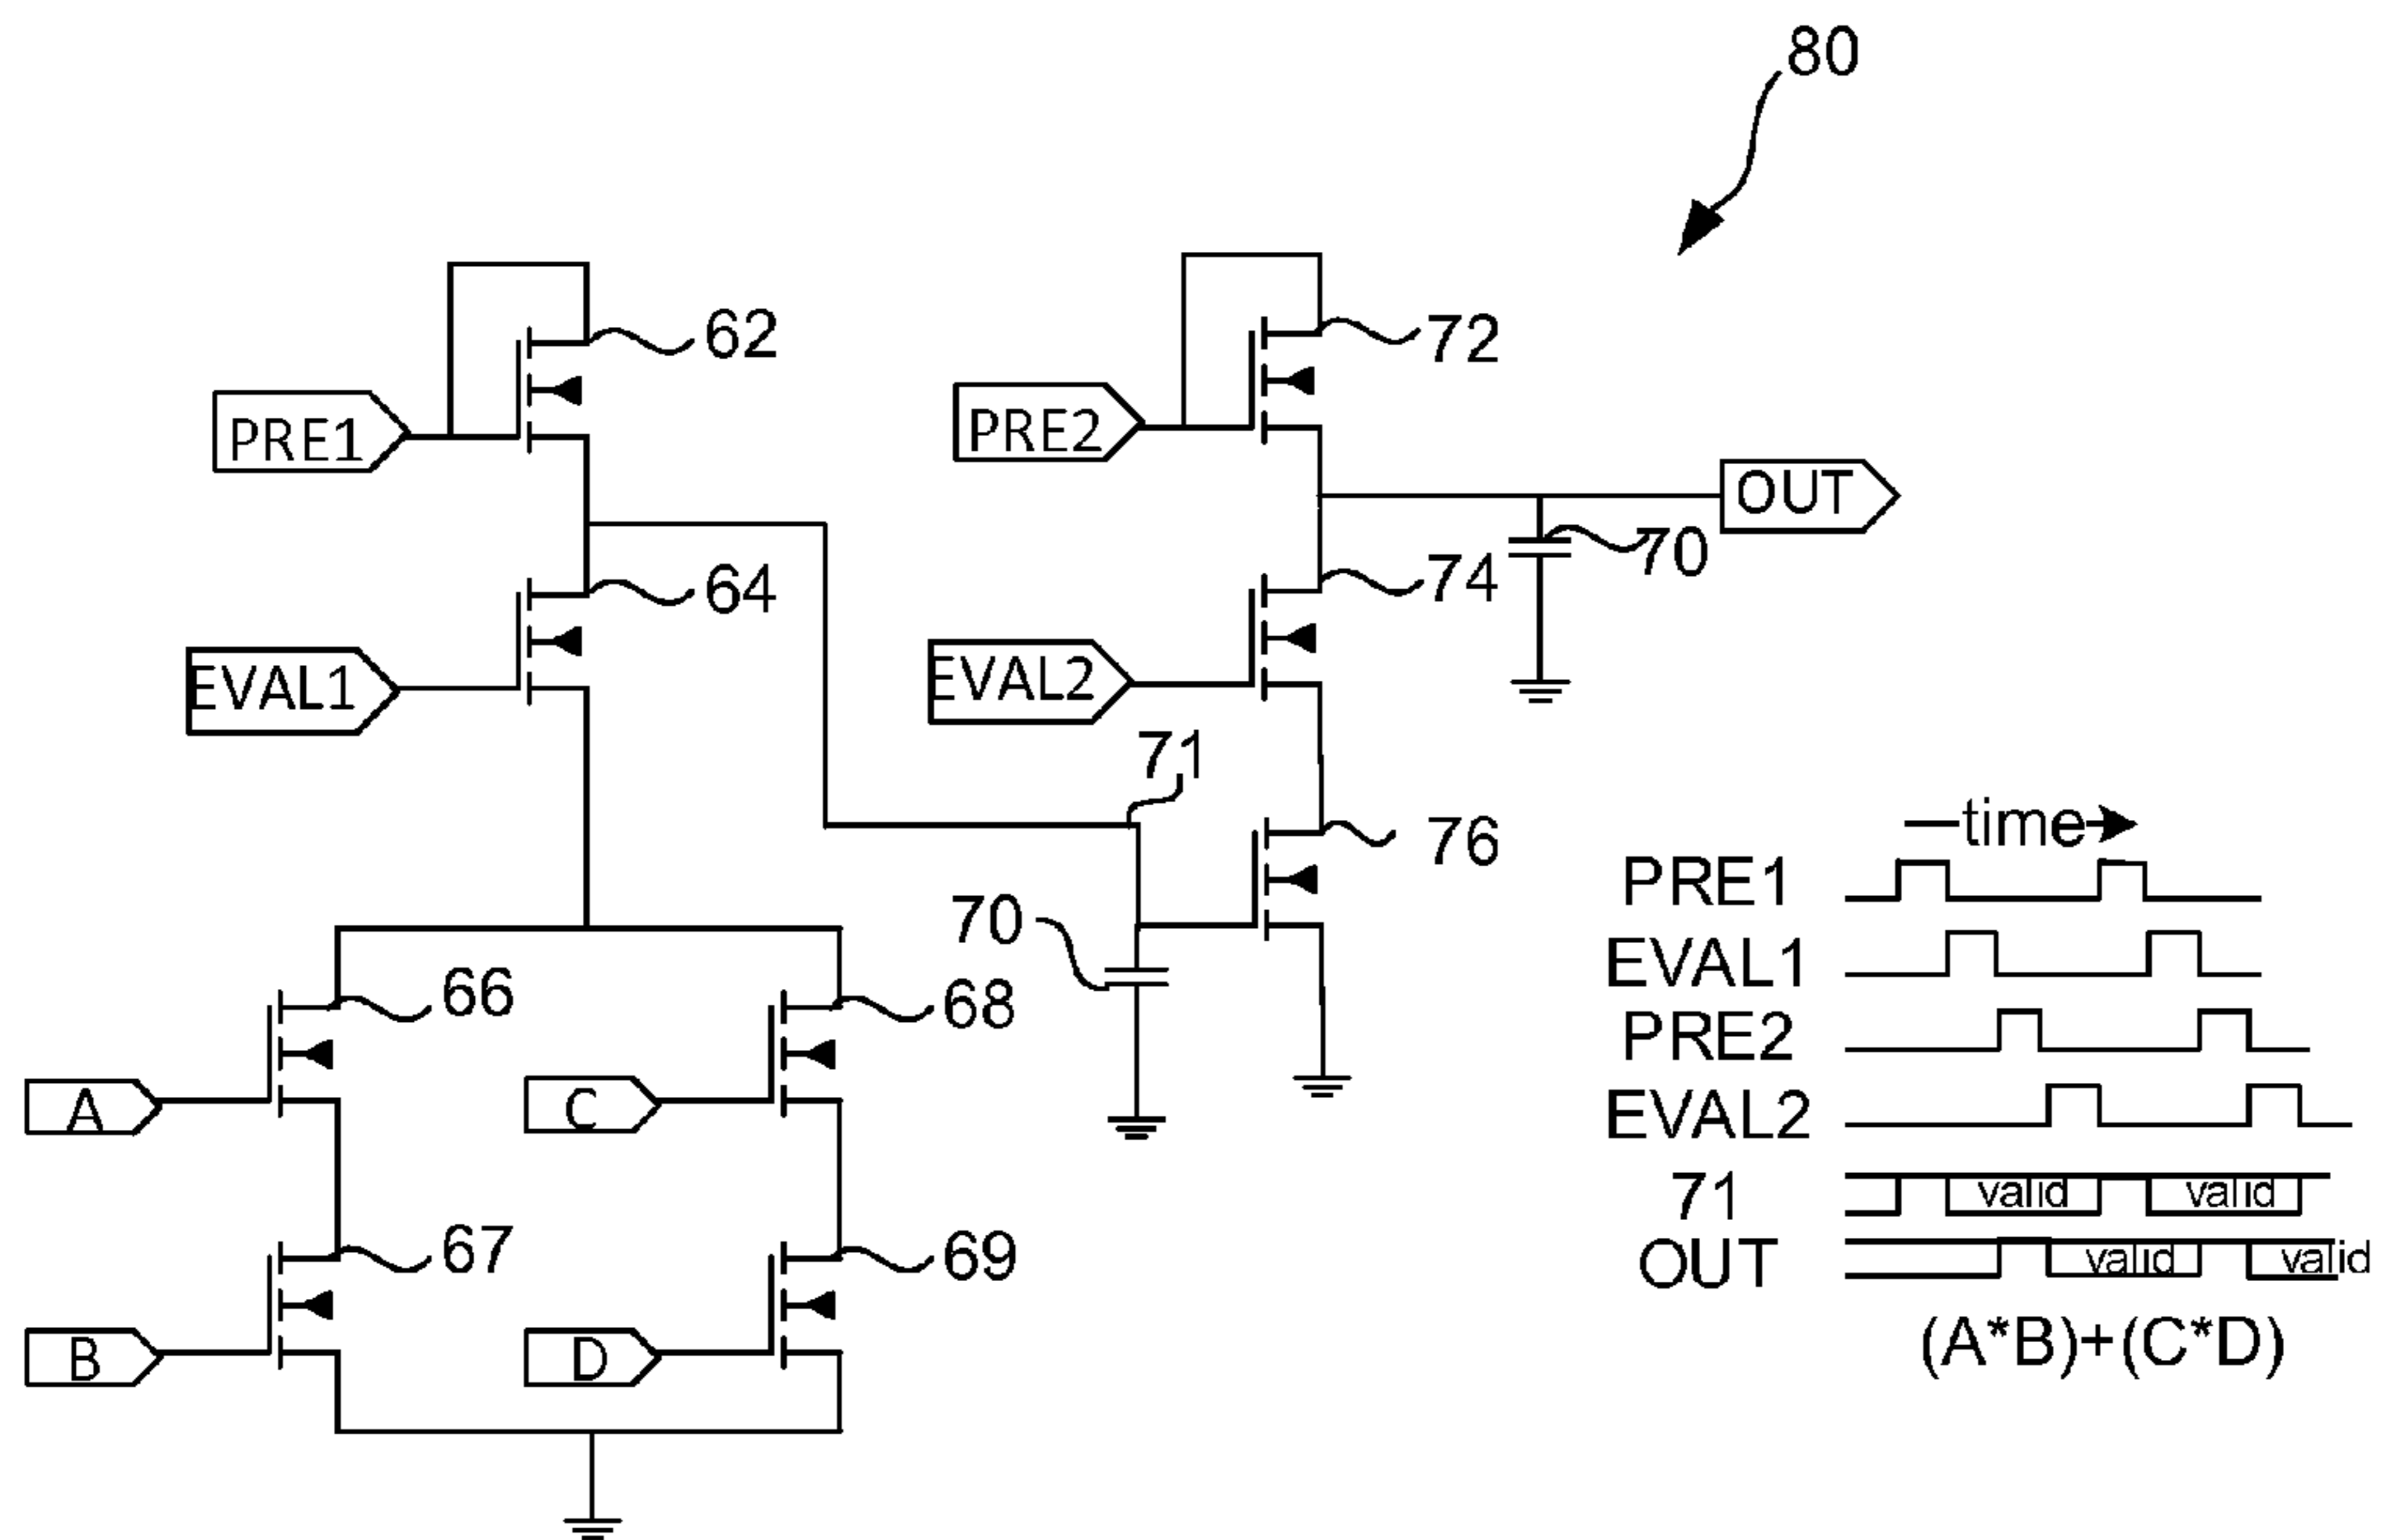 80
62
72
PRE1
PRE2
OUT
64
74
70
EVAL1
EVAL2
71
76
70
66
68
A
C
67
69
B
D
time
PRE1
EVAL1
PRE2
EVAL2
71 valid valid
OUT valid valid
(A*B)+(C*D)